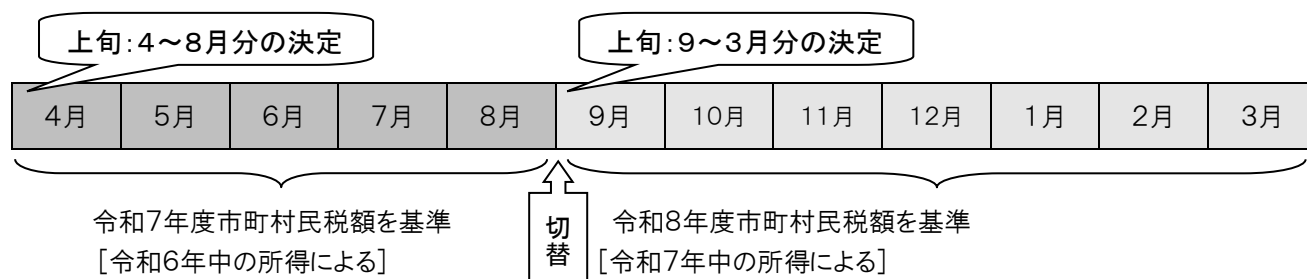 上旬:4～8月分の決定
上旬:9～3月分の決定
4月 5月 6月 7月 8月 9月 10月 11月 12月 1月 2月 3月
令和7年度市町村民税額を基準
[令和6年中の所得による]
切替
令和8年度市町村民税額を基準
[令和7年中の所得による]